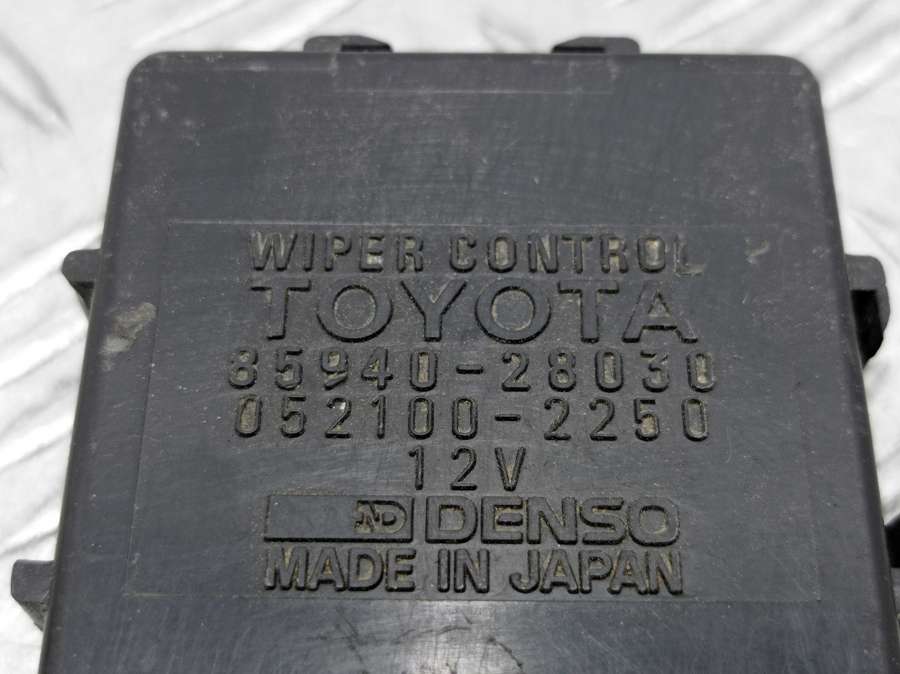 WIPER CONTROL
TOYOTA
85940-28030
052100-2250
12V
ND DENSO
MADE IN JAPAN